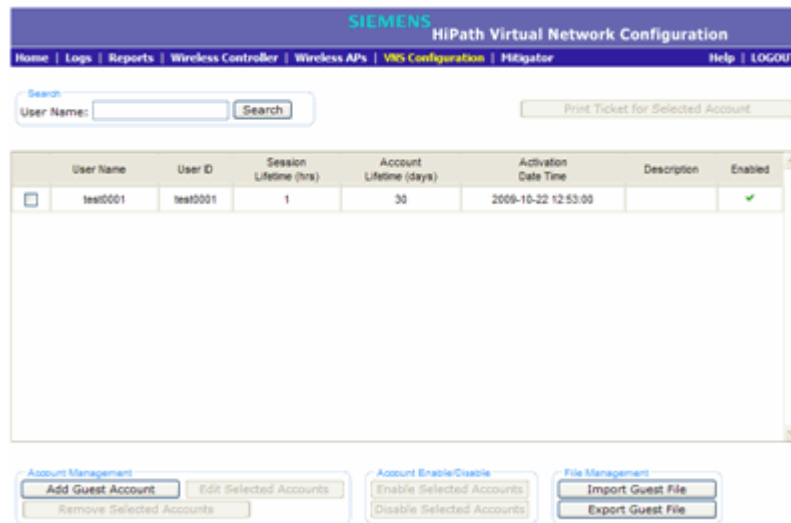 SIEMENS
HiPath Virtual Network Configuration
Home | Logs | Reports | Wireless Controller | Wireless APs | VNS Configuration | Mitigator Help | LOGOUT
Search
User Name: Search Print Ticket for Selected Account
User Name User ID Session Lifetime (hrs) Account Lifetime (days) Activation Date Time Description Enabled
test0001 test0001 1 30 2009-10-22 12:53:00
Account Management Account Enable/Disable File Management
Add Guest Account Edit Selected Accounts Enable Selected Accounts Import Guest File
Remove Selected Accounts Disable Selected Accounts Export Guest File